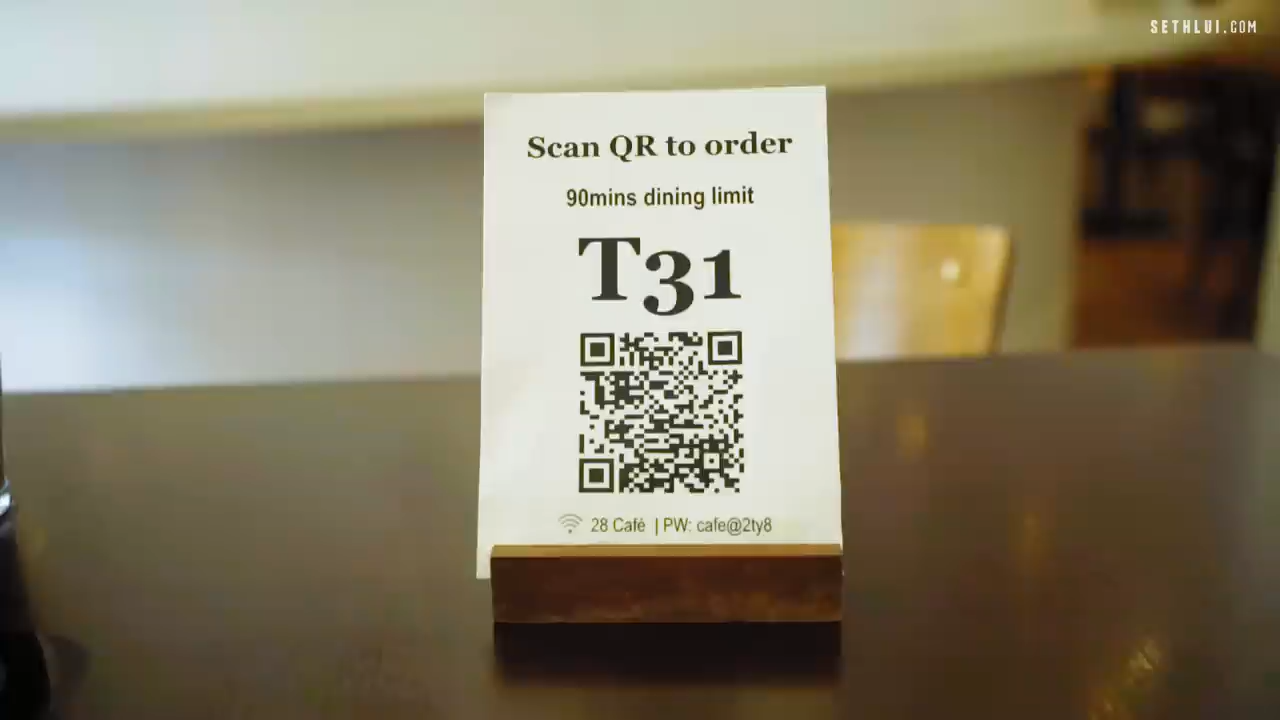 SETHLUI.COM
Scan QR to order
90mins dining limit
T31
28 Café | PW: cafe@2ty8